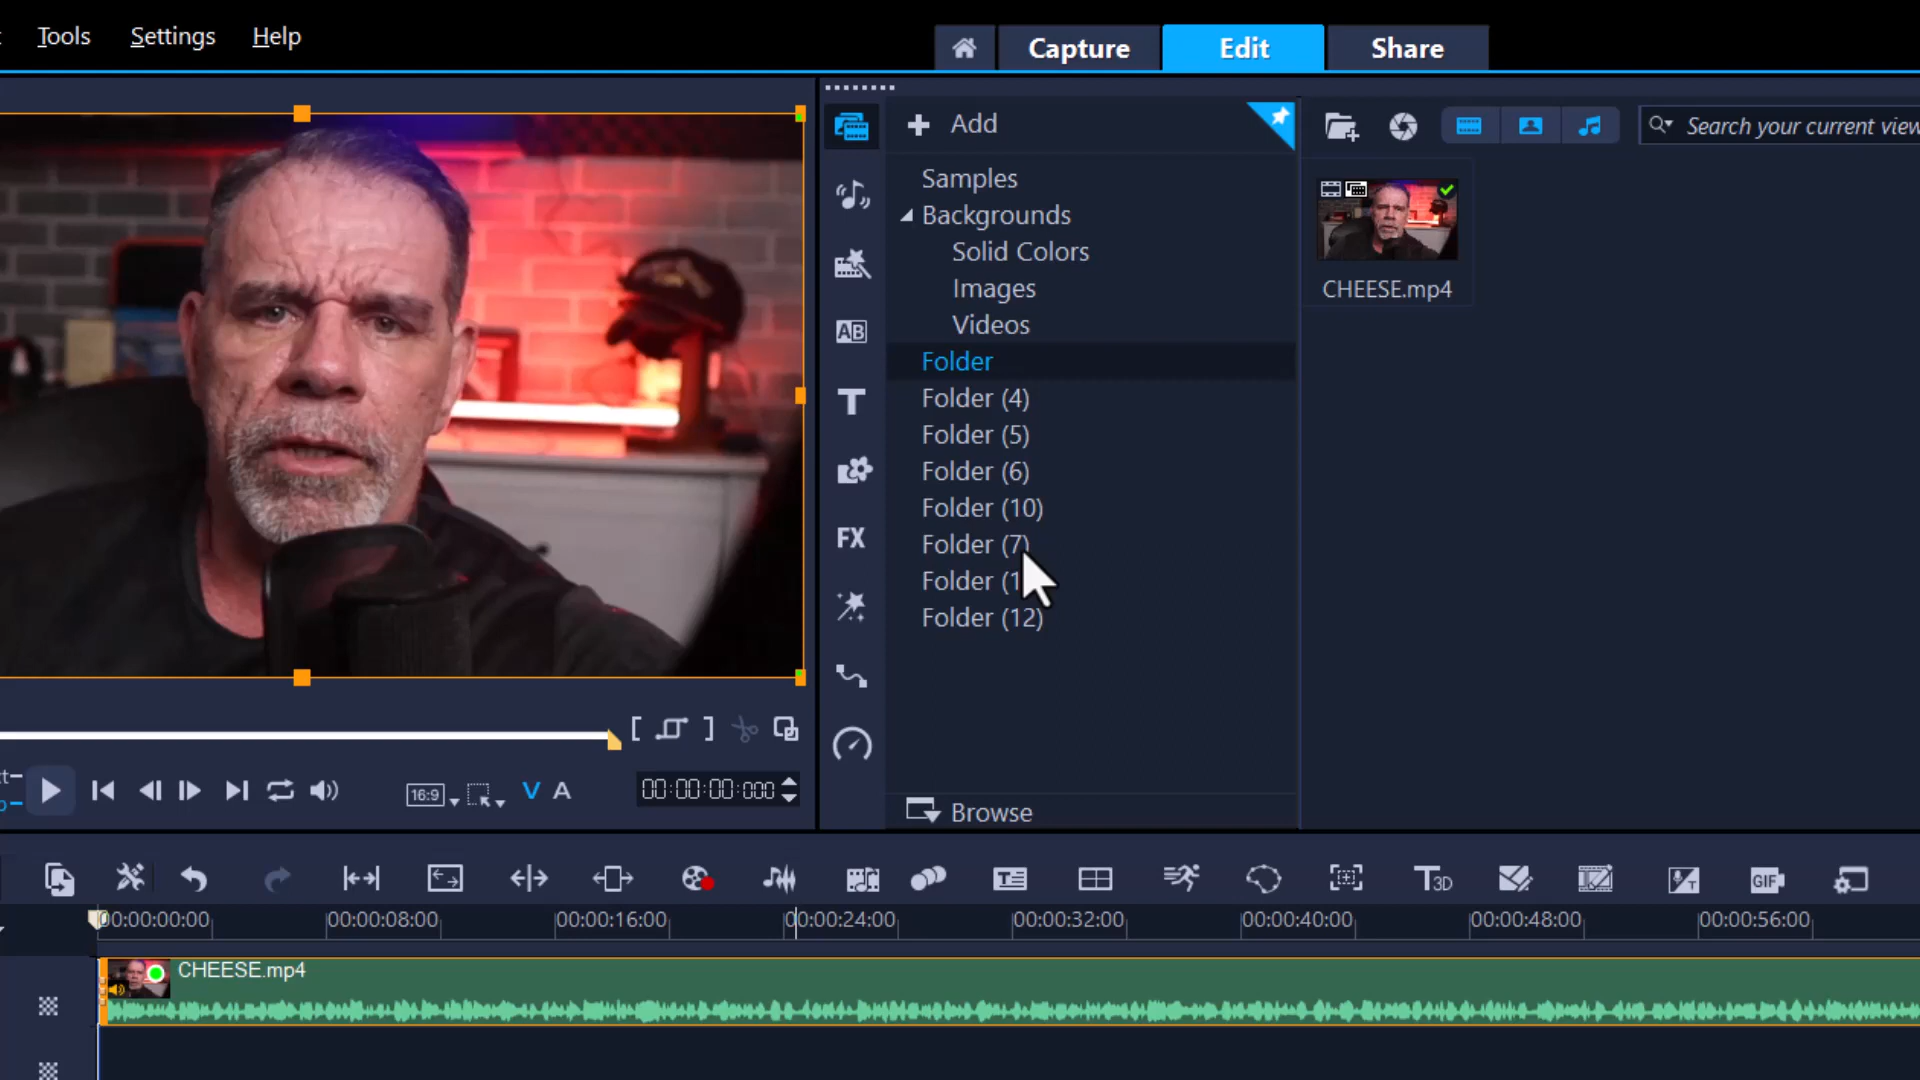 Tools Settings Help
Capture Edit Share
Add
Search your current view
Samples
Backgrounds
Solid Colors
Images
Videos
Folder
Folder (4)
Folder (5)
Folder (6)
Folder (10)
Folder (7)
Folder (1
Folder (12)
CHEESE.mp4
AB
T
FX
Browse
[ ]
16:9 V A 00:00:00:000
T3D GIF
00:00:00:00 00:00:08:00 00:00:16:00 00:00:24:00 00:00:32:00 00:00:40:00 00:00:48:00 00:00:56:00
CHEESE.mp4